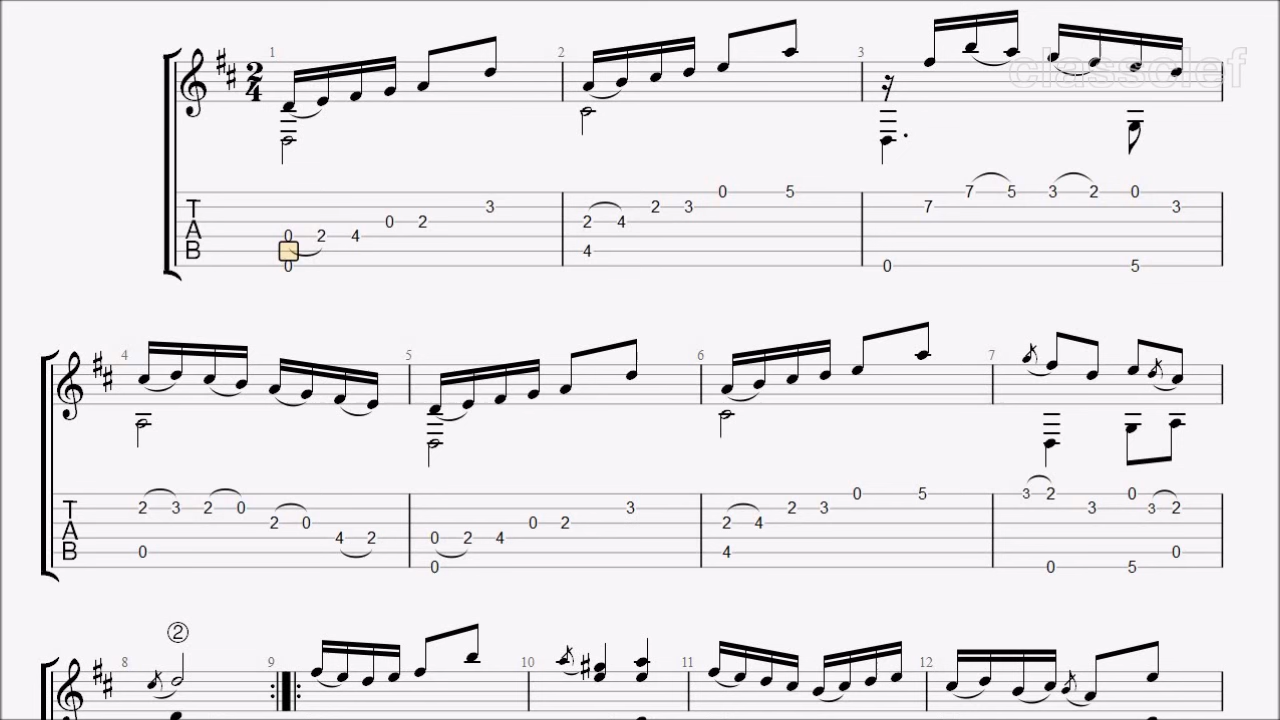 classclef
1 2 3
2
4
T
A
B
0 5 7 5 3 2 0
3 2 3 7 3
0 2 2 4
0 2 4
4
0 0 5
4 5 6 7
0 5 3 2 0
2 3 2 0 3 2 3 3 3 2
T
2 0 0 2 2 4
A
4 2 0 2 4
B
0 4 0
0 0 5
②
8 9 10 11 12